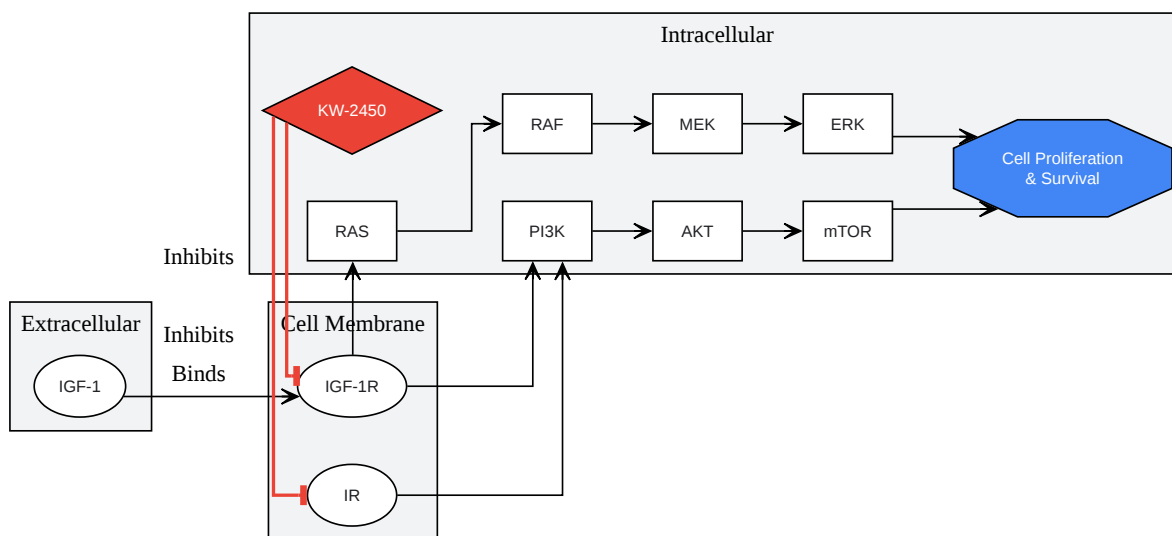 Intracellular
KW-2450
RAF
MEK
ERK
Cell Proliferation
& Survival
RAS
PI3K
AKT
mTOR
Inhibits
Extracellular
Inhibits
Cell Membrane
Binds
IGF-1
IGF-1R
IR